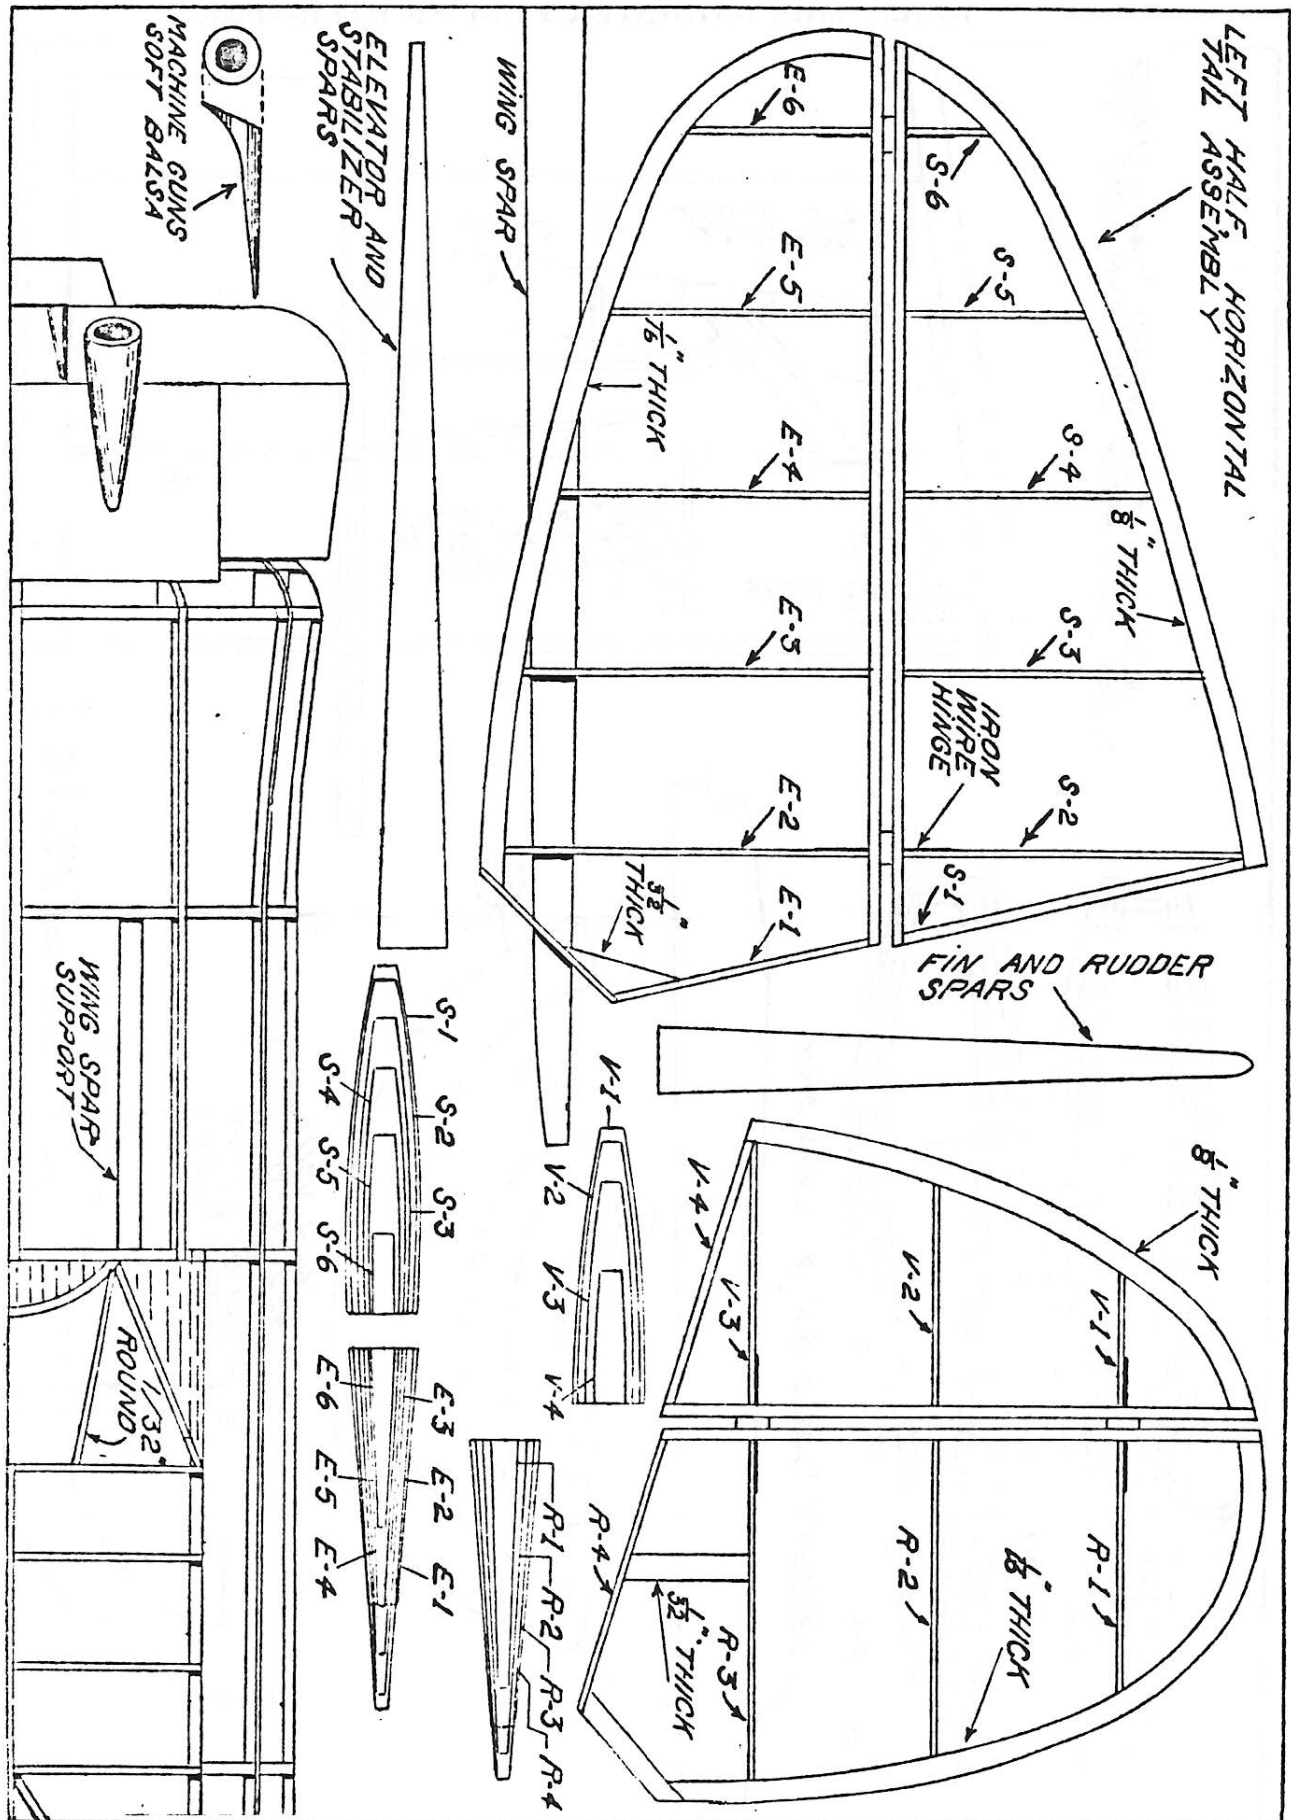 LEFT HALF HORIZONTAL
TAIL ASSEMBLY
S-6
S-5
S-4
1/8" THICK
S-3
S-2
S-1
IRON
WIRE
HINGE
E-6
E-5
1/16" THICK
E-4
E-3
E-2
E-1
1/32"
THICK
WING SPAR
ELEVATOR AND
STABILIZER
SPARS
MACHINE GUNS
SOFT BALSA
FIN AND RUDDER
SPARS
1/8" THICK
V-1
V-2
V-3
V-4
R-1
R-2
R-3
R-4
1/8" THICK
1/32" THICK
V-1
V-2
V-3
V-4
R-1
R-2
R-3
R-4
S-1
S-2
S-3
S-4
S-5
S-6
E-3
E-2
E-1
E-6
E-5
E-4
WING SPAR
SUPPORT
1/32"
ROUND